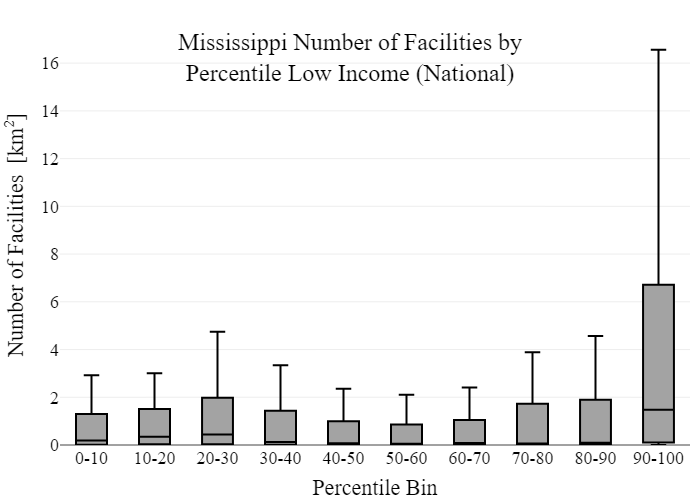 Mississippi Number of Facilities by
Percentile Low Income (National)
Number of Facilities [km²]
16
14
12
10
8
6
4
2
0
0-10 10-20 20-30 30-40 40-50 50-60 60-70 70-80 80-90 90-100
Percentile Bin